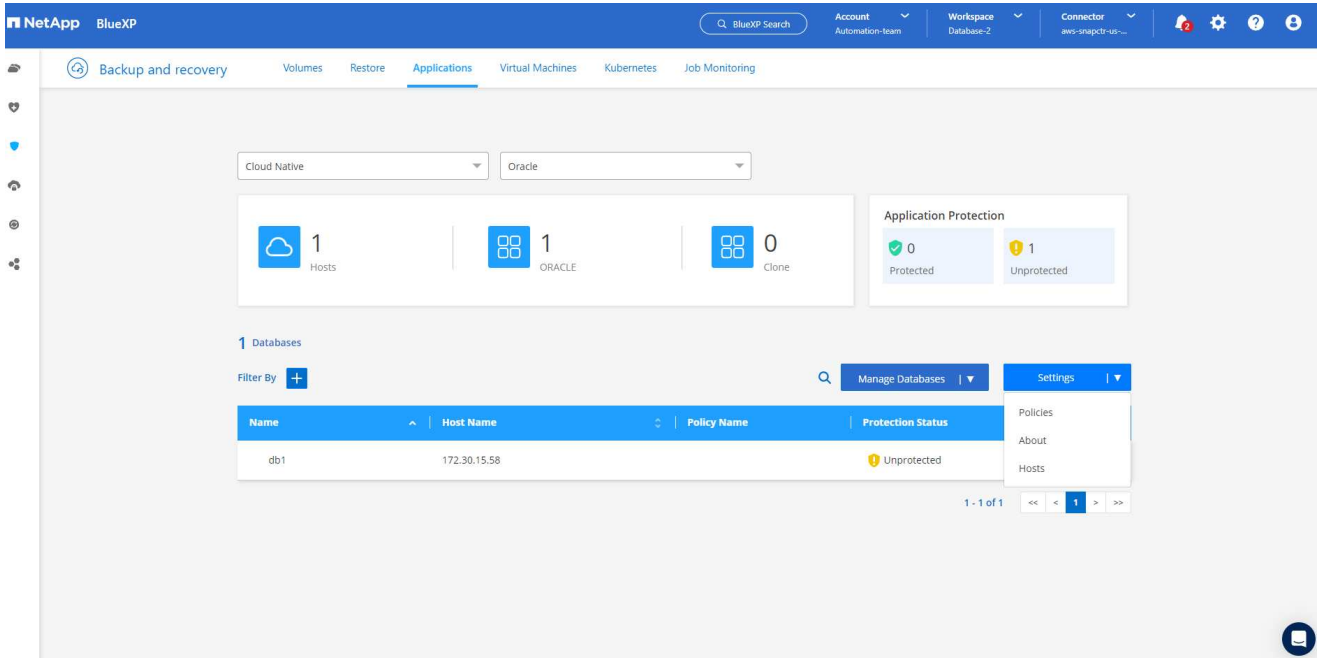 NetApp BlueXP
BlueXP Search
Account
Automation-team
Workspace
Database-2
Connector
aws-snapctr-us-...
2
Backup and recovery
Volumes Restore Applications Virtual Machines Kubernetes Job Monitoring
Cloud Native
Oracle
1
Hosts
1
ORACLE
0
Clone
Application Protection
0
Protected
1
Unprotected
1 Databases
Filter By +
Manage Databases | ▼
Settings | ▼
Policies
About
Hosts
Name Host Name Policy Name Protection Status
db1 172.30.15.58 Unprotected
1 - 1 of 1 << < 1 > >>